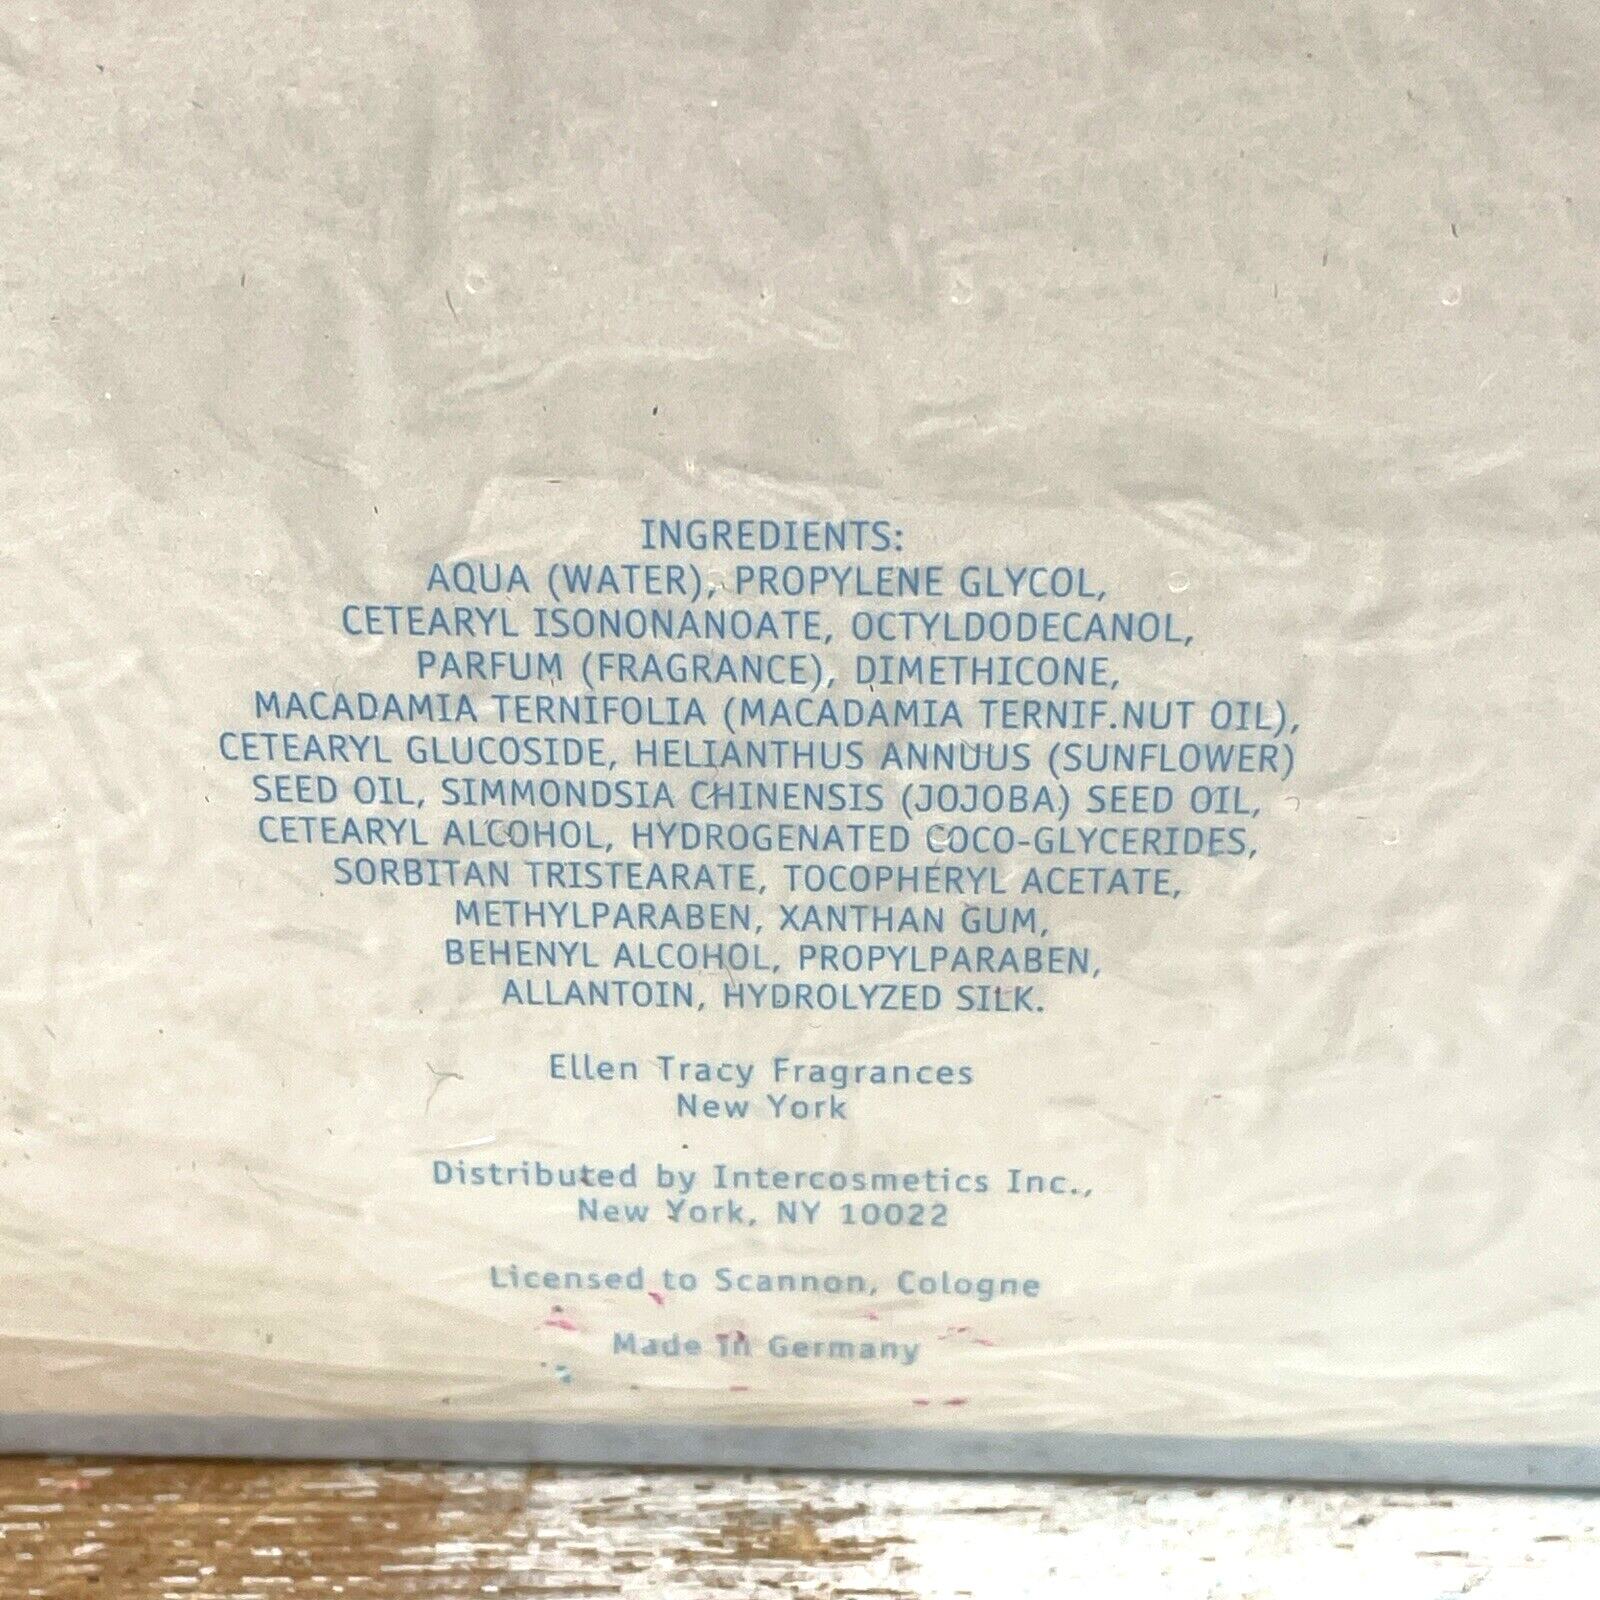 INGREDIENTS:
AQUA (WATER), PROPYLENE GLYCOL,
CETEARYL ISONONANOATE, OCTYLDODECANOL,
PARFUM (FRAGRANCE), DIMETHICONE,
MACADAMIA TERNIFOLIA (MACADAMIA TERNIF.NUT OIL),
CETEARYL GLUCOSIDE, HELIANTHUS ANNUUS (SUNFLOWER)
SEED OIL, SIMMONDSIA CHINENSIS (JOJOBA) SEED OIL,
CETEARYL ALCOHOL, HYDROGENATED COCO-GLYCERIDES,
SORBITAN TRISTEARATE, TOCOPHERYL ACETATE,
METHYLPARABEN, XANTHAN GUM,
BEHENYL ALCOHOL, PROPYLPARABEN,
ALLANTOIN, HYDROLYZED SILK.
Ellen Tracy Fragrances
New York
Distributed by Intercosmetics Inc.,
New York, NY 10022
Licensed to Scannon, Cologne
Made In Germany